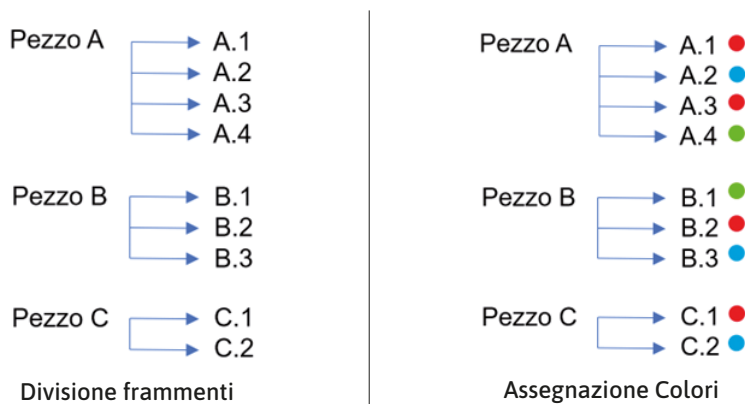 Pezzo A
A.1
A.2
A.3
A.4
Pezzo B
B.1
B.2
B.3
Pezzo C
C.1
C.2
Divisione frammenti
Pezzo A
A.1
A.2
A.3
A.4
Pezzo B
B.1
B.2
B.3
Pezzo C
C.1
C.2
Assegnazione Colori